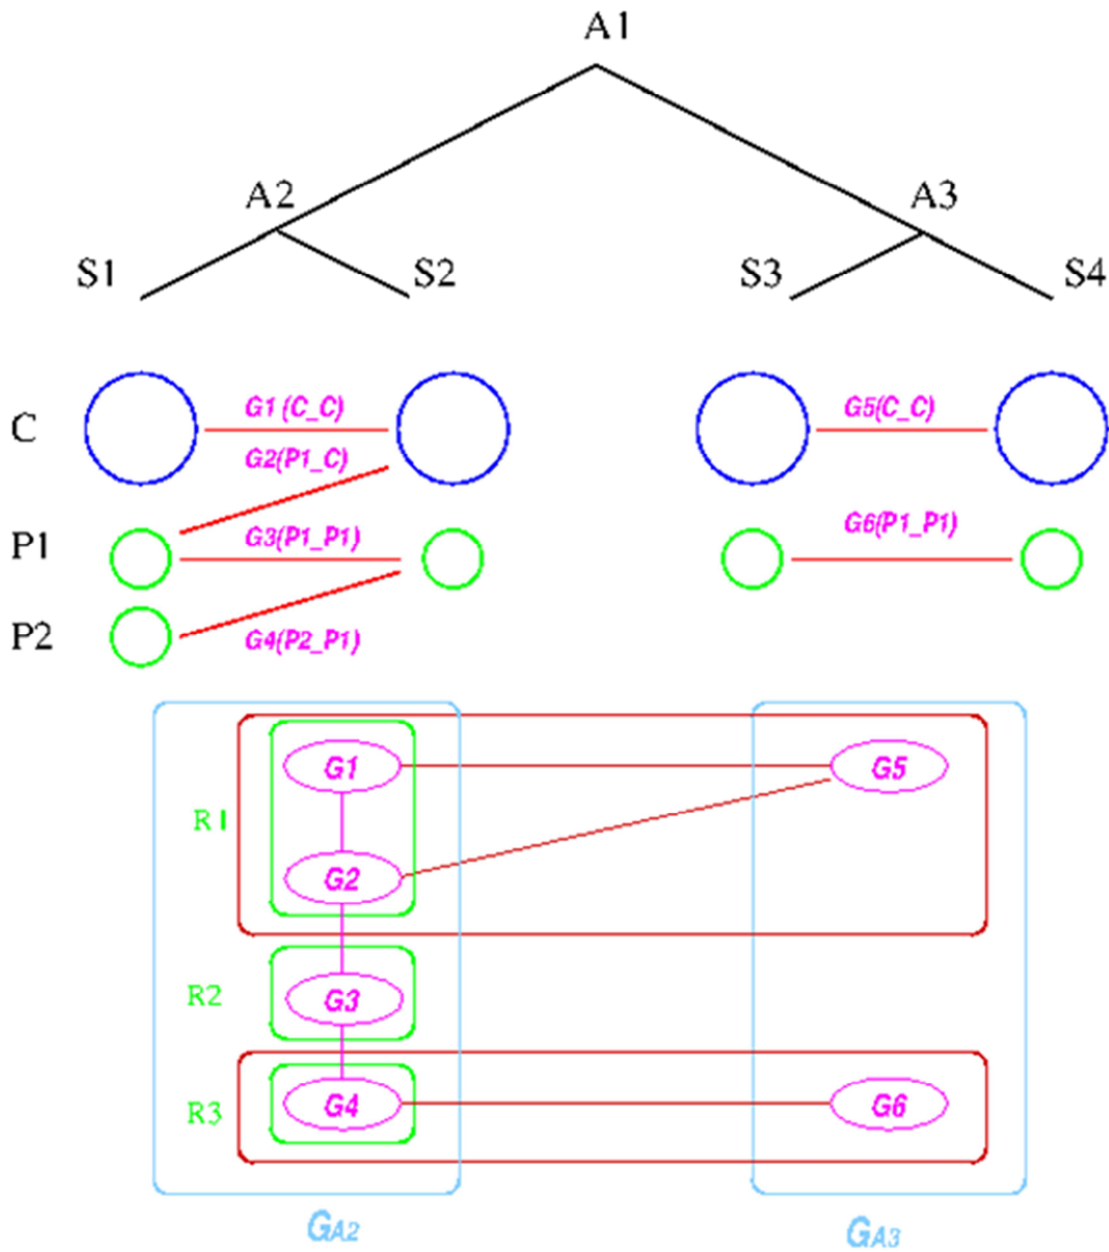 A1
A2
A3
S1
S2
S3
S4
C
G1 (C_C)
G5(C_C)
G2(P1_C)
P1
G3(P1_P1)
G6(P1_P1)
P2
G4(P2_P1)
G1
G5
R1
G2
R2
G3
R3
G4
G6
GA2
GA3